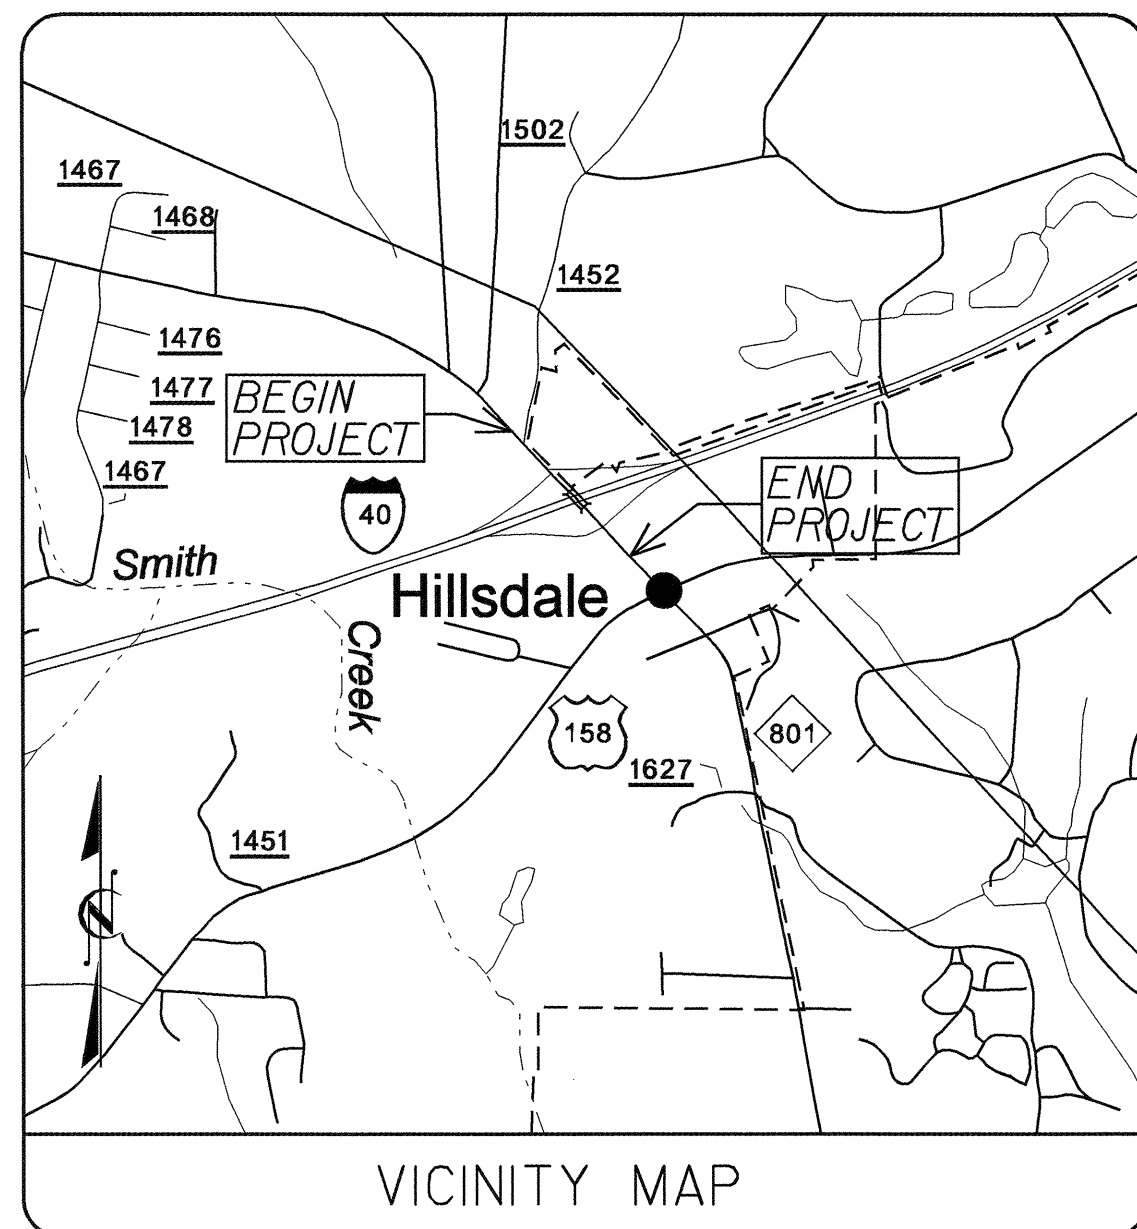 1502
1467
1468
1452
1476
1477
1478
1467
BEGIN
PROJECT
40
END
PROJECT
Smith
Creek
Hillsdale
158
801
1627
1451
VICINITY MAP